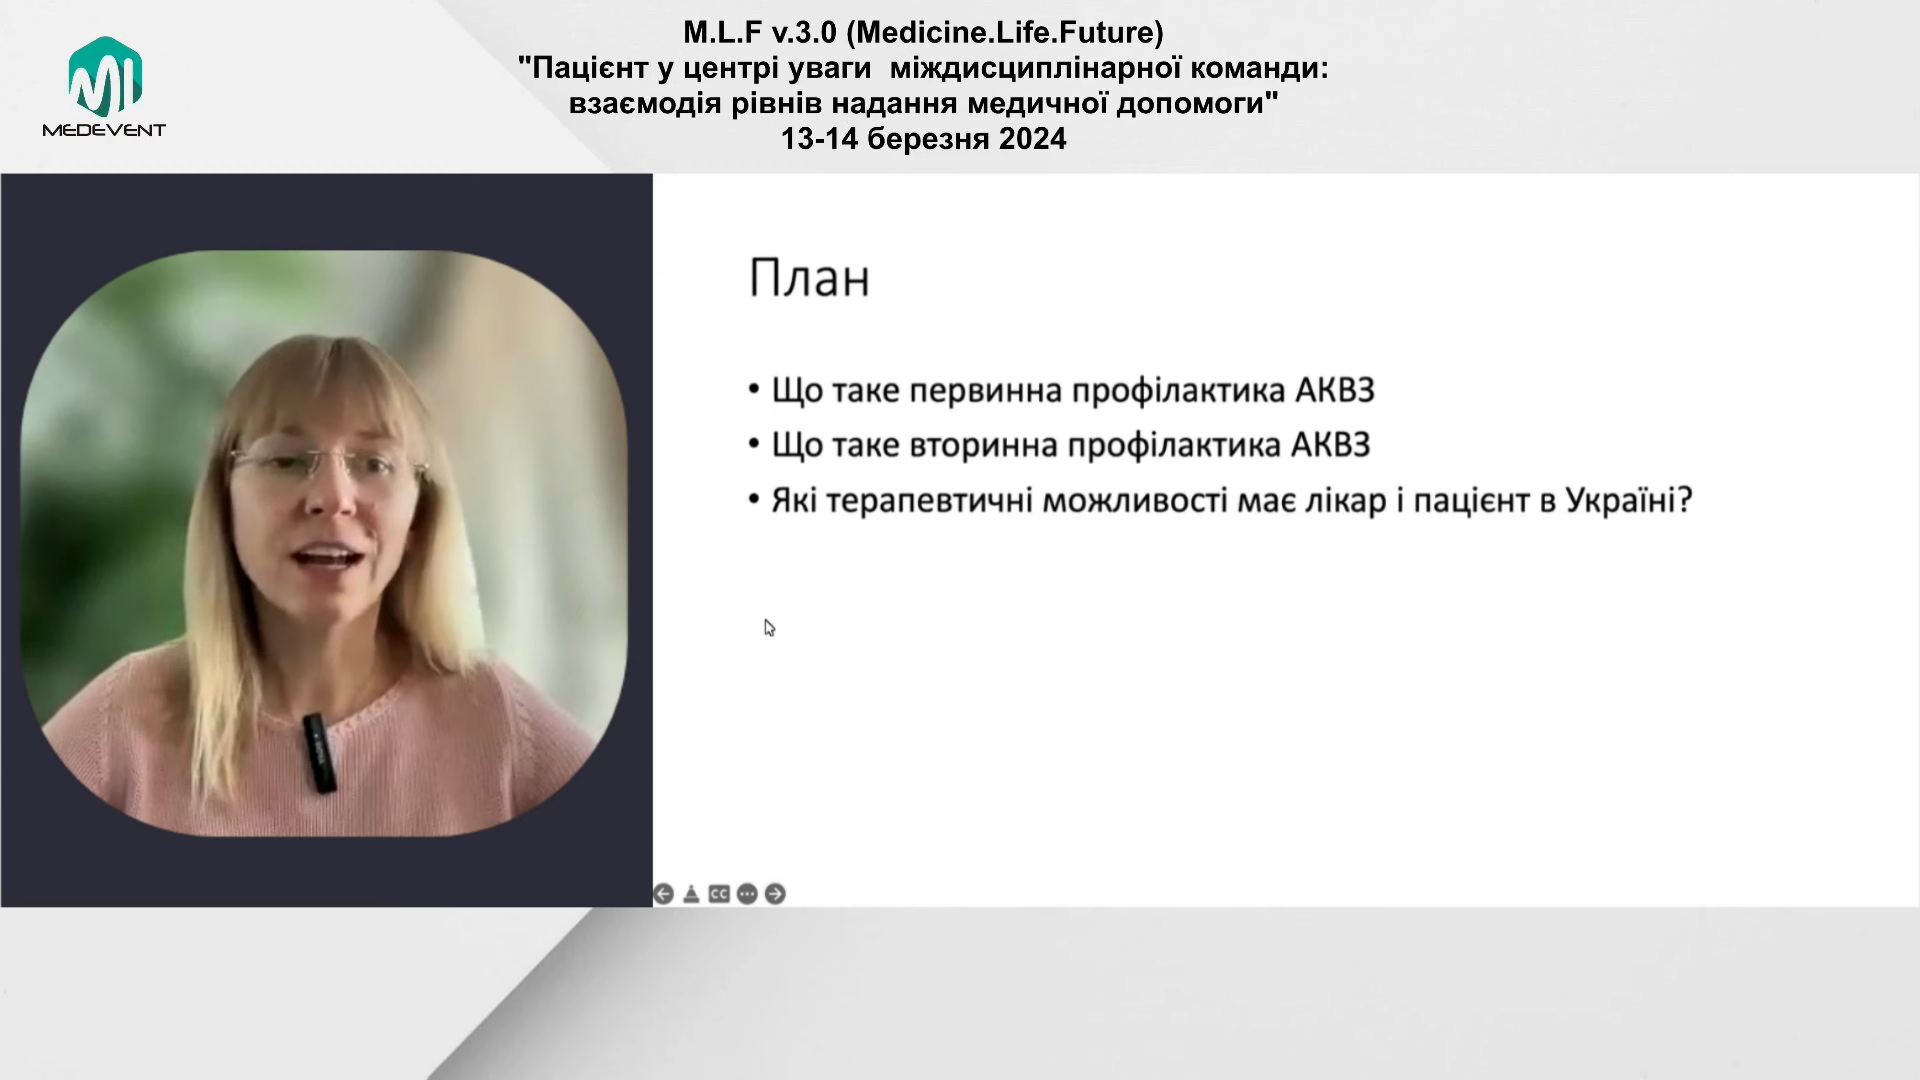 MEDEVENT
M.L.F v.3.0 (Medicine.Life.Future)
"Пацієнт у центрі уваги  міждисциплінарної команди:
взаємодія рівнів надання медичної допомоги"
13-14 березня 2024
План
• Що таке первинна профілактика АКВЗ
• Що таке вторинна профілактика АКВЗ
• Які терапевтичні можливості має лікар і пацієнт в Україні?
CC